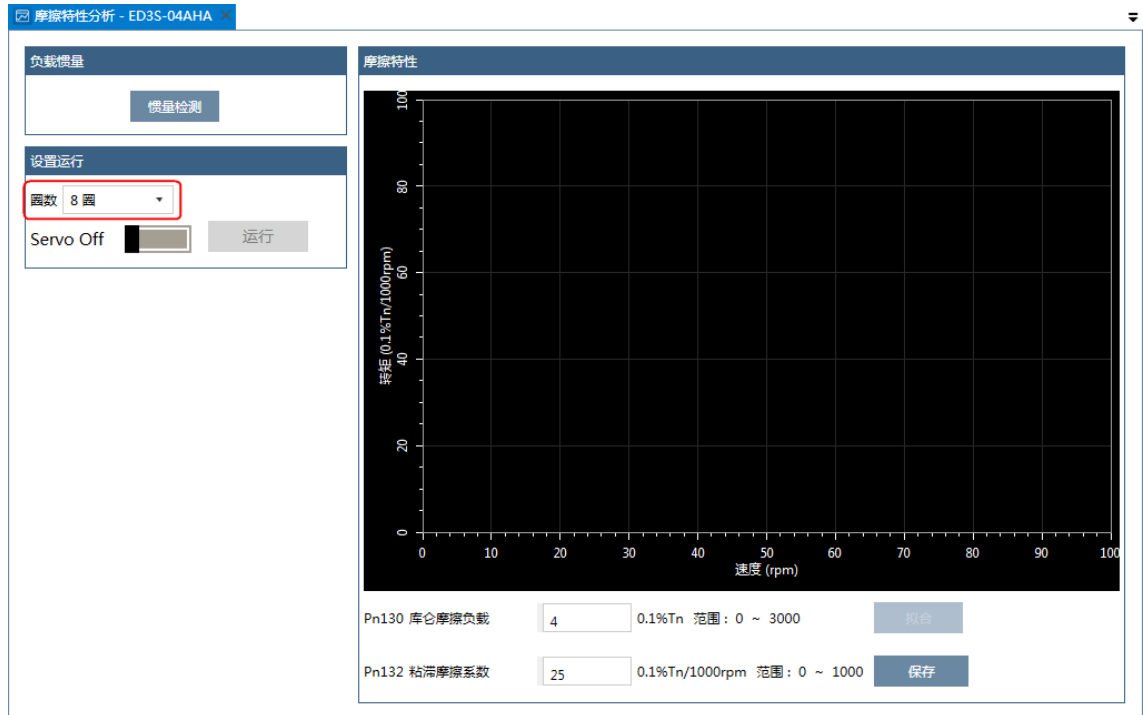 摩擦特性分析 - ED3S-04AHA ×
负载惯量
惯量检测
设置运行
圈数 8 圈
Servo Off 运行
摩擦特性
转矩 (0.1%Tn/1000rpm)
100
80
60
40
20
0
0 10 20 30 40 50 60 70 80 90 100
速度 (rpm)
Pn130 库仑摩擦负载 4 0.1%Tn 范围: 0 ~ 3000 拟合
Pn132 粘滞摩擦系数 25 0.1%Tn/1000rpm 范围: 0 ~ 1000 保存